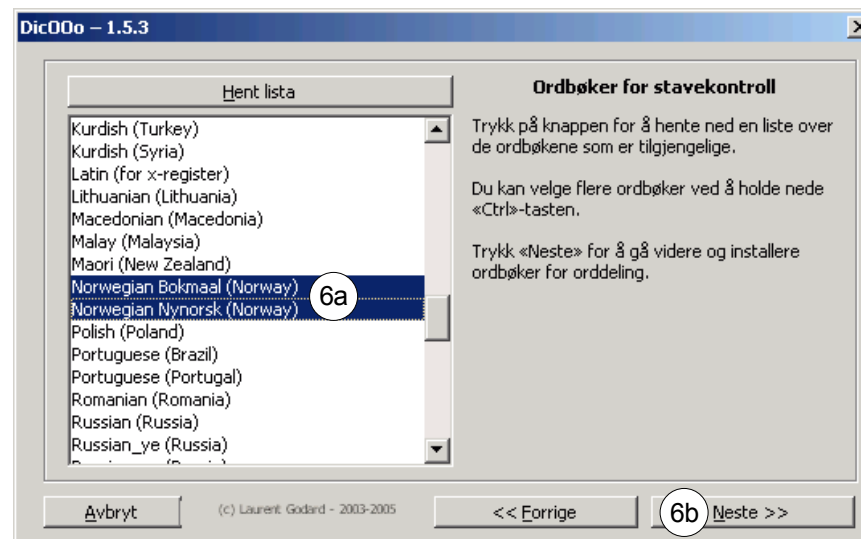 DicOOo – 1.5.3
Hent lista
Kurdish (Turkey)
Kurdish (Syria)
Latin (for x-register)
Lithuanian (Lithuania)
Macedonian (Macedonia)
Malay (Malaysia)
Maori (New Zealand)
Norwegian Bokmaal (Norway)
6a
Norwegian Nynorsk (Norway)
Polish (Poland)
Portuguese (Brazil)
Portuguese (Portugal)
Romanian (Romania)
Russian (Russia)
Russian_ye (Russia)
Ordbøker for stavekontroll
Trykk på knappen for å hente ned en liste over
de ordbøkene som er tilgjengelige.
Du kan velge flere ordbøker ved å holde nede
«Ctrl»-tasten.
Trykk «Neste» for å gå videre og installere
ordbøker for orddeling.
Avbryt
(c) Laurent Godard - 2003-2005
<< Forrige
6b
Neste >>